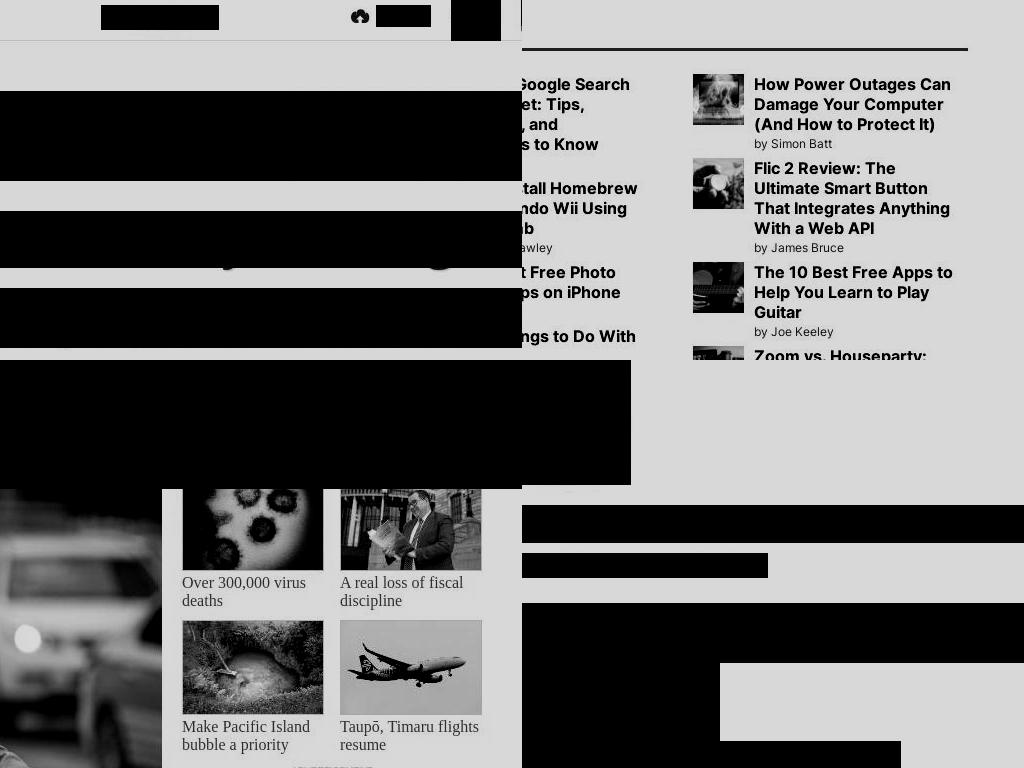 Google Search
et: Tips,
, and
s to Know
tall Homebrew
ndo Wii Using
b
awley
t Free Photo
ps on iPhone
ngs to Do With
How Power Outages Can
Damage Your Computer
(And How to Protect It)
by Simon Batt
Flic 2 Review: The
Ultimate Smart Button
That Integrates Anything
With a Web API
by James Bruce
The 10 Best Free Apps to
Help You Learn to Play
Guitar
by Joe Keeley
Zoom vs. Houseparty:
Over 300,000 virus
deaths
A real loss of fiscal
discipline
Make Pacific Island
bubble a priority
Taupō, Timaru flights
resume